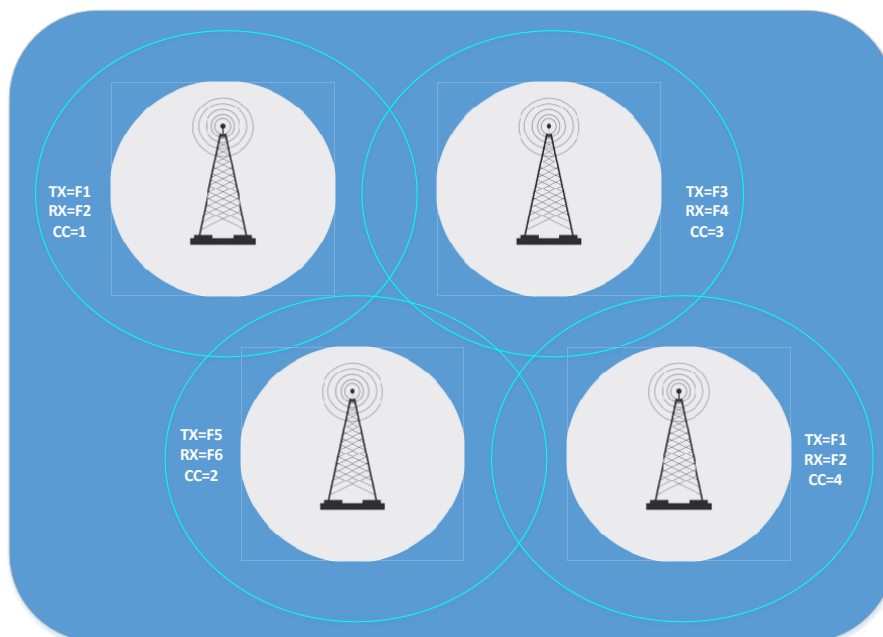 TX=F1
RX=F2
CC=1
TX=F3
RX=F4
CC=3
TX=F5
RX=F6
CC=2
TX=F1
RX=F2
CC=4